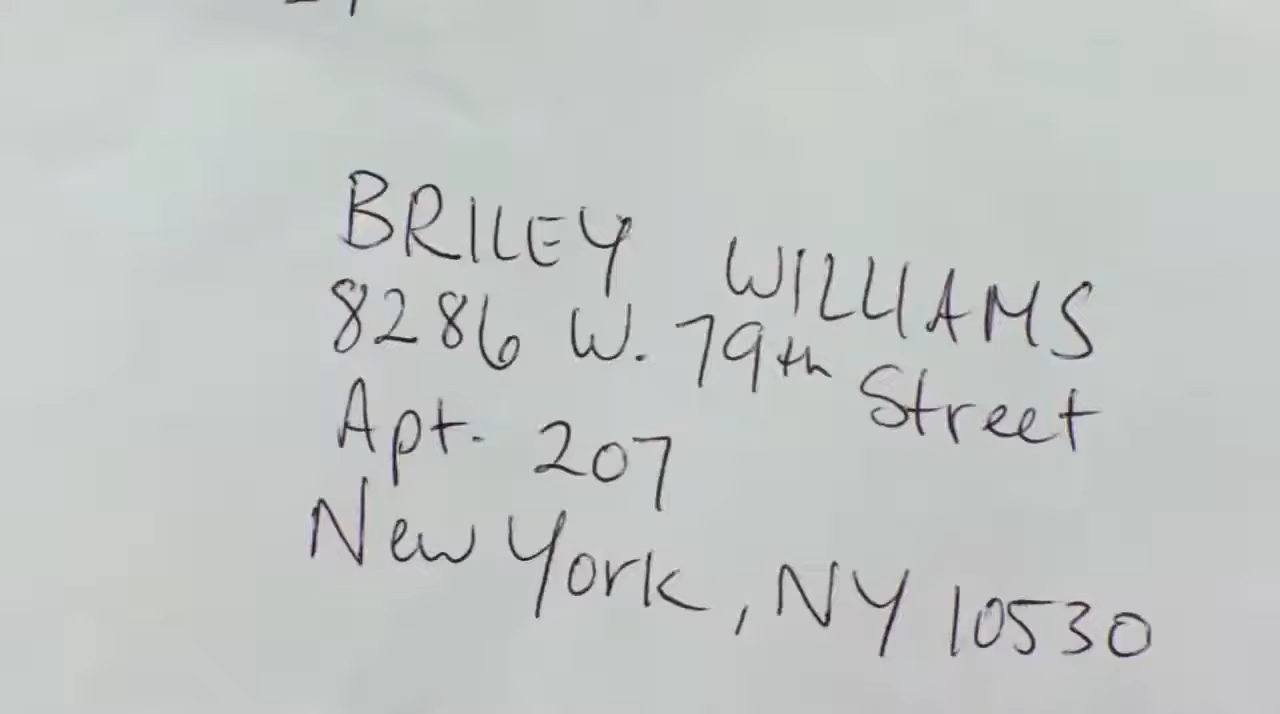 BRILEY WILLIAMS
8286 W. 79th Street
Apt. 207
New York, NY 10530